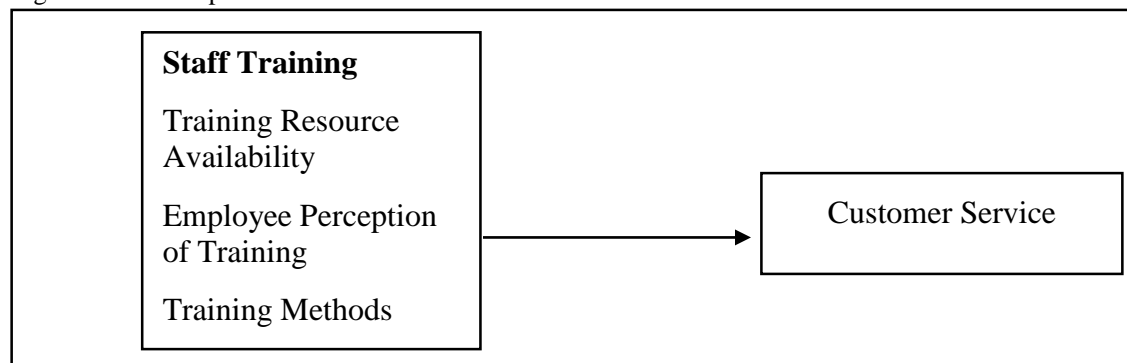 Staff Training
Training Resource
Availability
Employee Perception
of Training
Training Methods
Customer Service